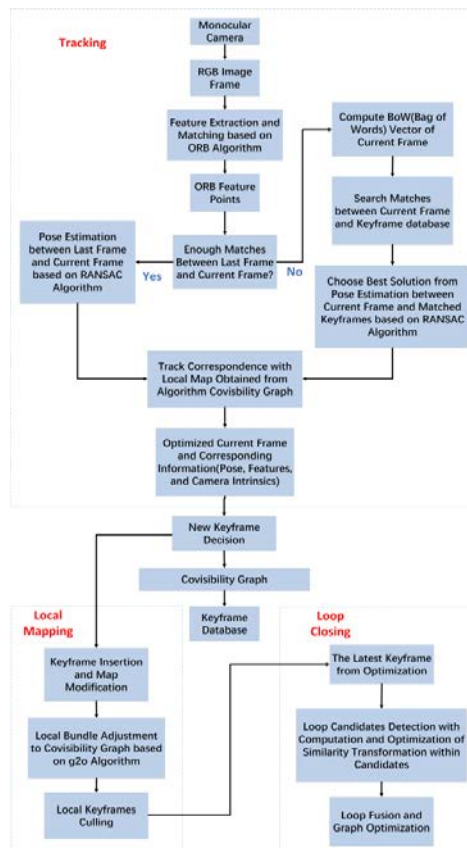 Monocular
Camera
Tracking
RGB Image
Frame
Feature Extraction and
Matching based on
ORB Algorithm
Compute BoW(Bag of
Words) Vector of
Current Frame
ORB Feature
Points
Search Matches
between Current Frame
and Keyframe database
Pose Estimation
between Last Frame
and Current Frame
based on RANSAC
Algorithm
Yes
Enough Matches
Between Last Frame
and Current Frame?
No
Choose Best Solution from
Pose Estimation between
Current Frame and Matched
Keyframes based on RANSAC
Algorithm
Track Correspondence with
Local Map Obtained from
Algorithm Covisbility Graph
Optimized Current Frame
and Corresponding
Information(Pose, Features,
and Camera Intrinsics)
New Keyframe
Decision
Covisibility Graph
Keyframe
Database
Local
Mapping
Keyframe Insertion
and Map
Modification
Local Bundle Adjustment
to Covisibility Graph based
on g2o Algorithm
Local Keyframes
Culling
Loop
Closing
The Latest Keyframe
from Optimization
Loop Candidates Detection with
Computation and Optimization of
Similarity Transformation within
Candidates
Loop Fusion and
Graph Optimization